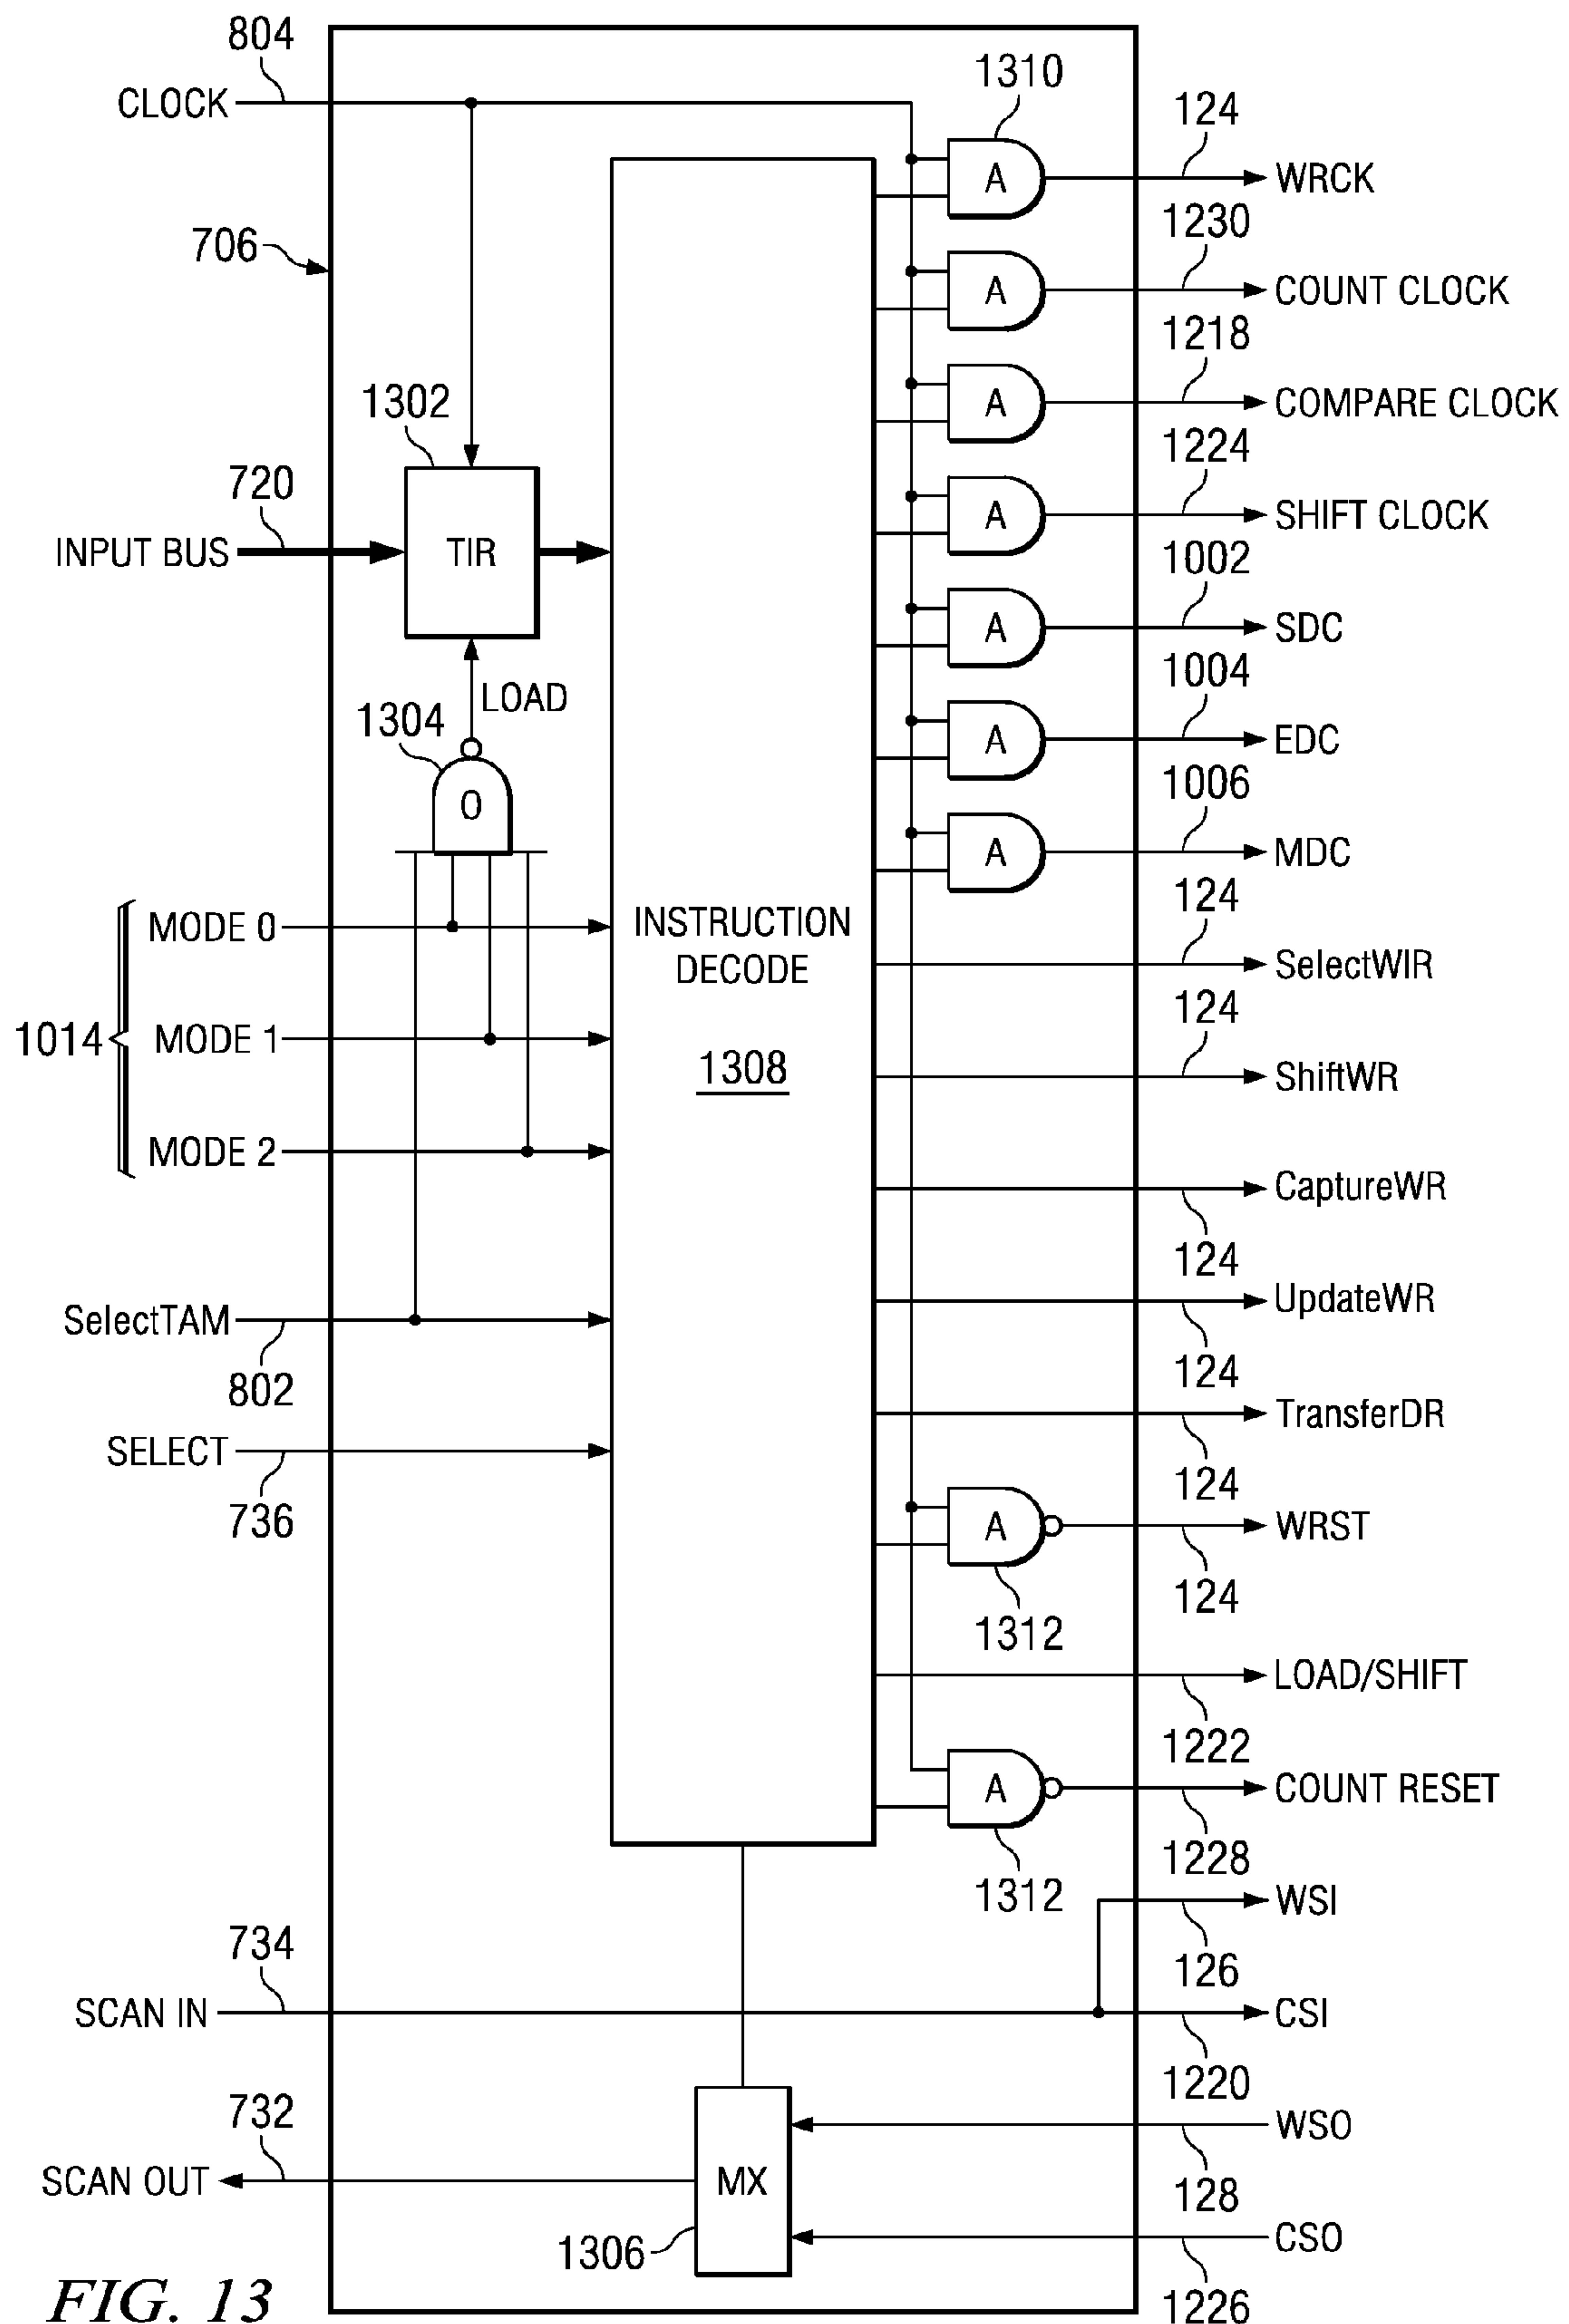 804
CLOCK
1310
A
124
WRCK
706
1230
A
COUNT CLOCK
1218
A
COMPARE CLOCK
1302
1224
A
SHIFT CLOCK
720
INPUT BUS
TIR
1002
A
SDC
LOAD
1304
1004
A
EDC
0
1006
A
MDC
1014
MODE 0
MODE 1
MODE 2
INSTRUCTION
DECODE
1308
124
SelectWIR
124
ShiftWR
CaptureWR
124
SelectTAM
802
UpdateWR
124
SELECT
736
TransferDR
124
A
1312
WRST
124
LOAD/SHIFT
1222
A
1312
COUNT RESET
1228
WSI
126
734
SCAN IN
CSI
1220
732
SCAN OUT
MX
1306
WSO
128
CSO
1226
FIG. 13